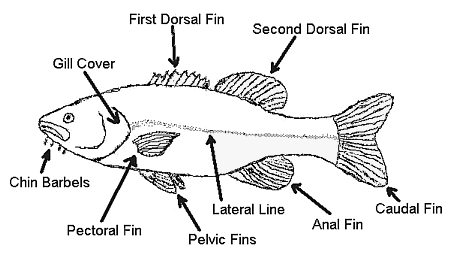 First Dorsal Fin
Second Dorsal Fin
Gill Cover
Chin Barbels
Pectoral Fin
Pelvic Fins
Lateral Line
Anal Fin
Caudal Fin